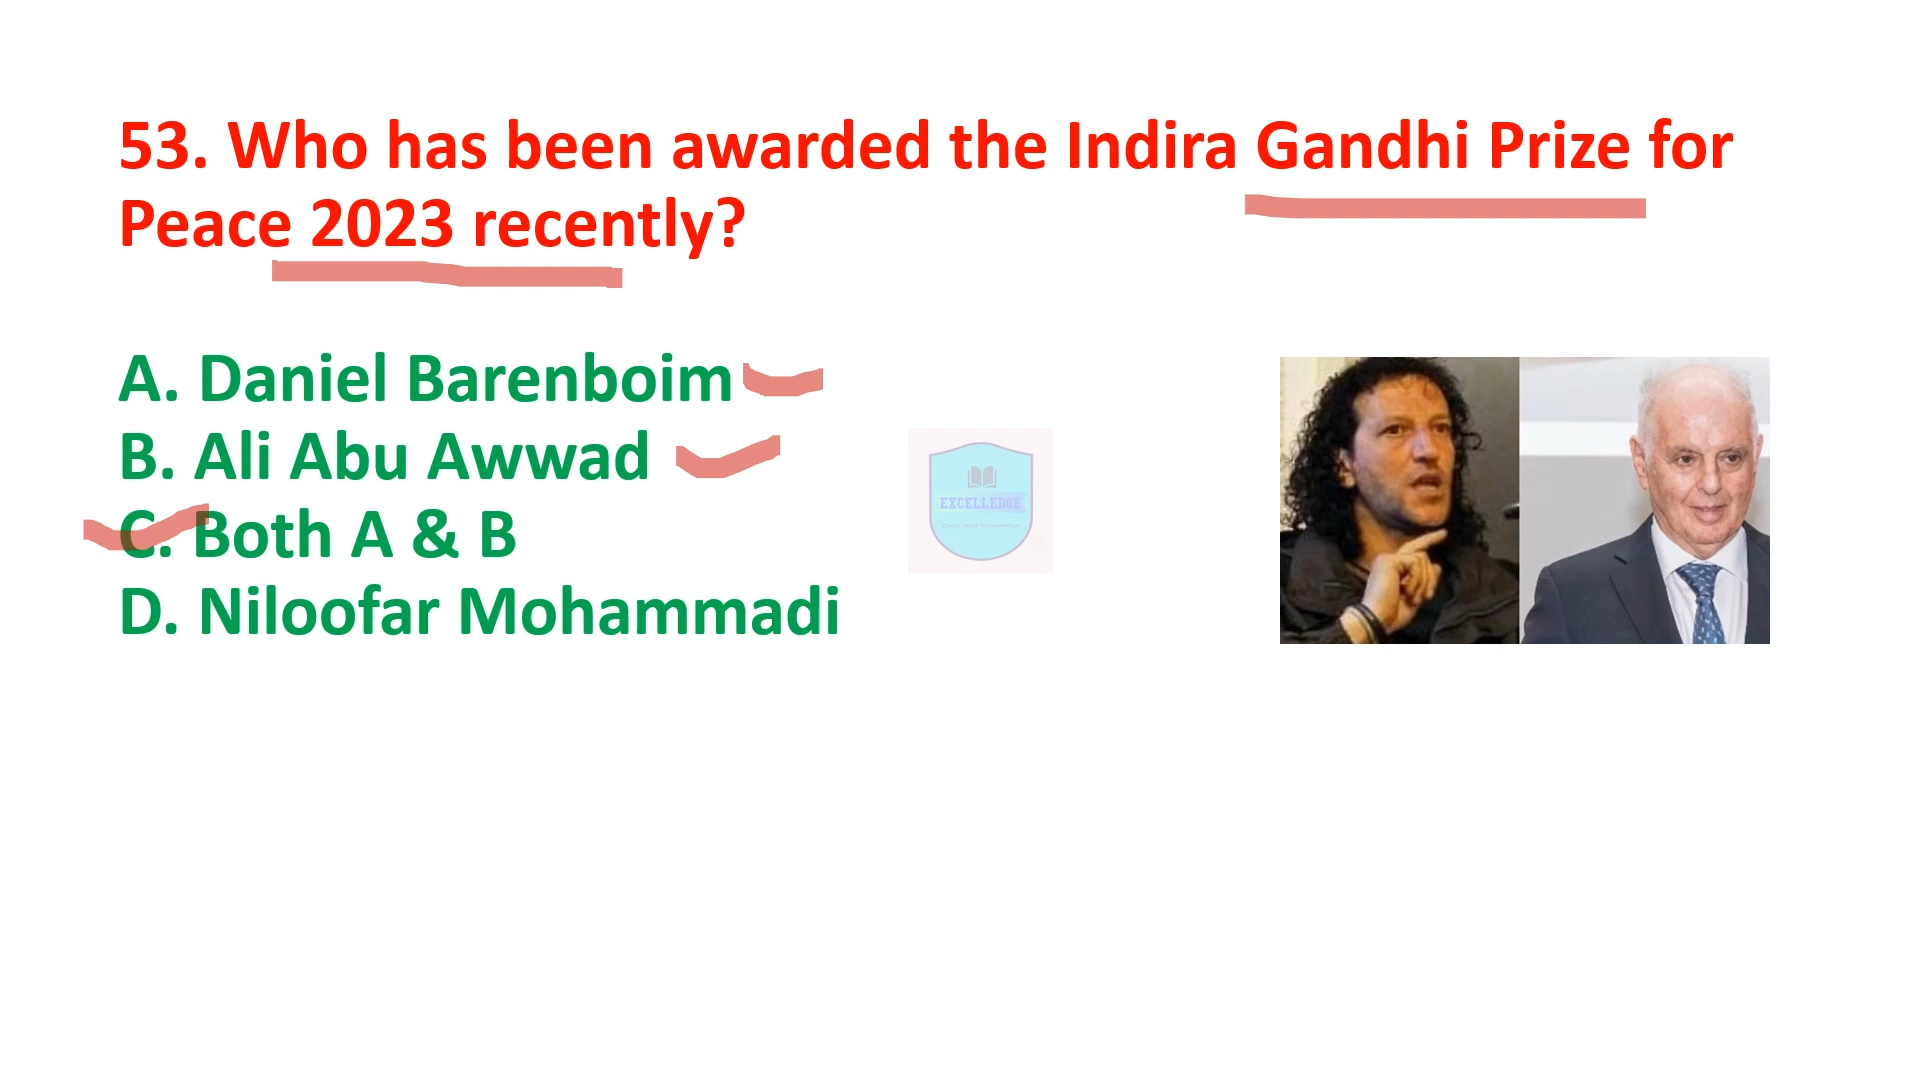 53. Who has been awarded the Indira Gandhi Prize for
Peace 2023 recently?
A. Daniel Barenboim
B. Ali Abu Awwad
C. Both A & B
D. Niloofar Mohammadi
EXCELLEDGE